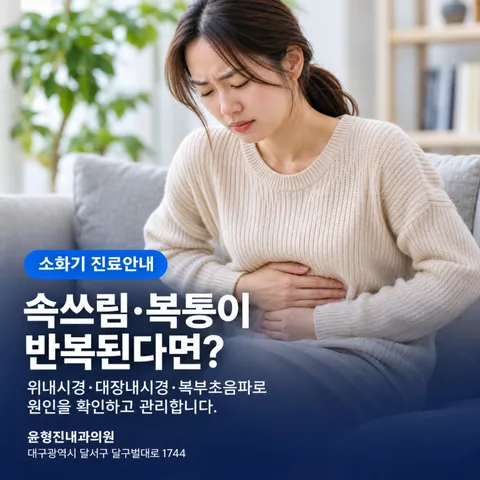 소화기 진료안내
속쓰림·복통이
반복된다면?
위내시경·대장내시경·복부초음파로
원인을 확인하고 관리합니다.
윤형진내과의원
대구광역시 달서구 달구벌대로 1744